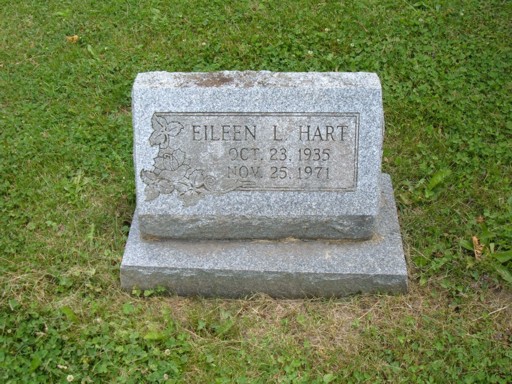 EILEEN L. HART
OCT. 23, 1935
NOV. 25, 1971